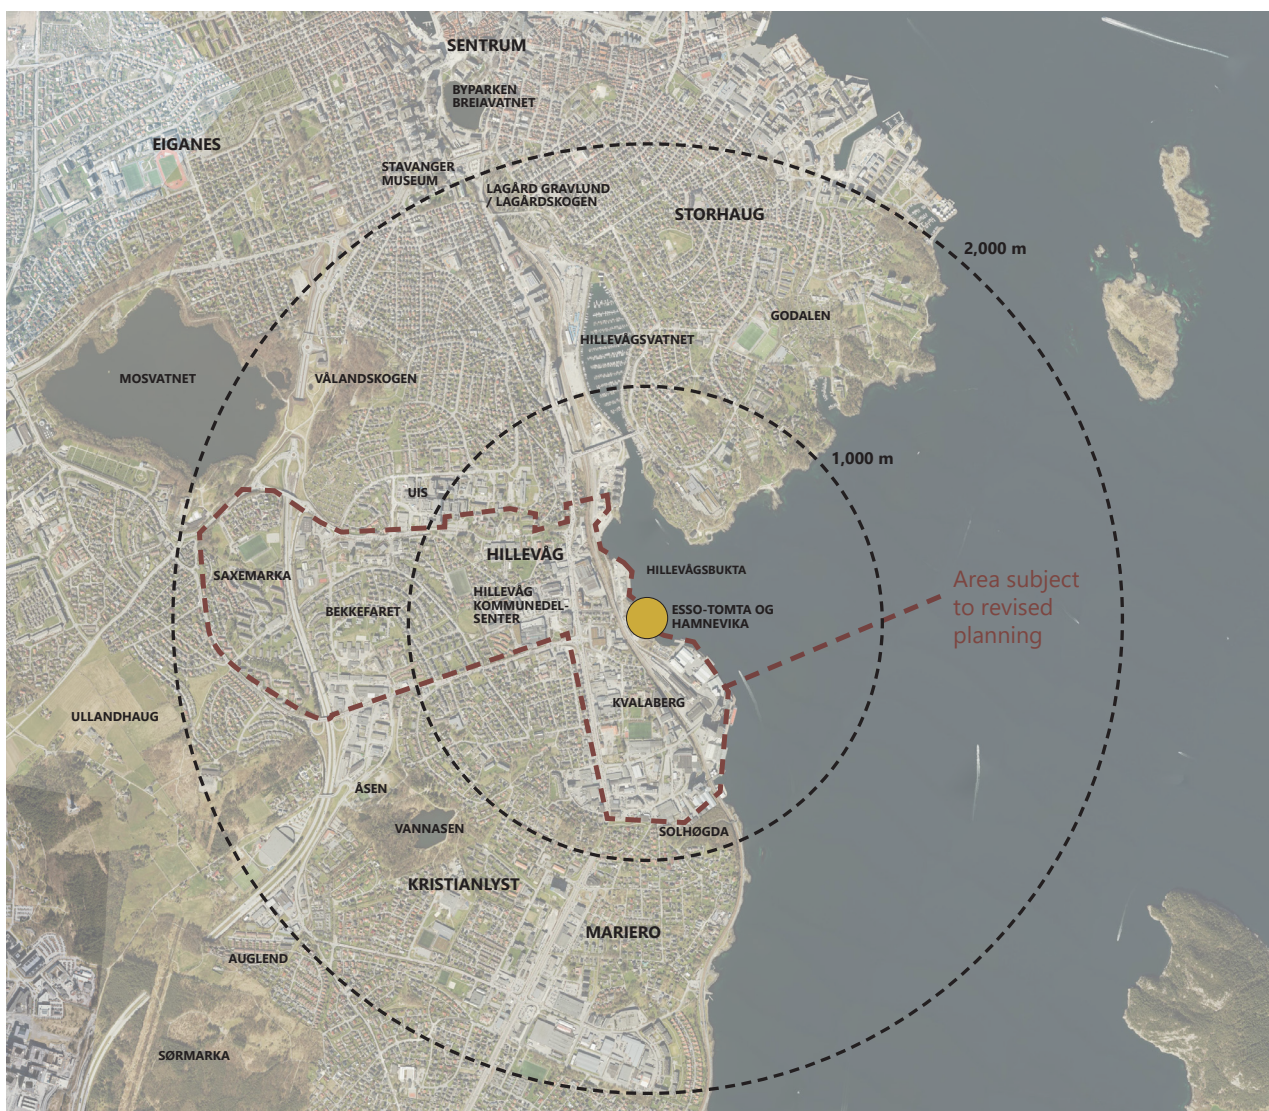 SENTRUM
BYPARKEN
BREIAVATNET
EIGANES
STAVANGER
MUSEUM
LAGÅRD GRAVLUND
/ LAGÅRDSKOGEN
STORHAUG
2,000 m
GODALEN
HILLEVÅGSVATNET
MOSVATNET
VÅLANDSKOGEN
1,000 m
UIS
HILLEVÅG
HILLEVÅGSBUKTA
SAXEMARKA
BEKKEFARET
HILLEVÅG
KOMMUNEDEL-
SENTER
ESSO-TOMTA OG
HAMNEVIKA
Area subject
to revised
planning
KVALABERG
ULLANDHAUG
ÅSEN
VANNASEN
SOLHØGDA
KRISTIANLYST
MARIERO
AUGLEND
SØRMARKA